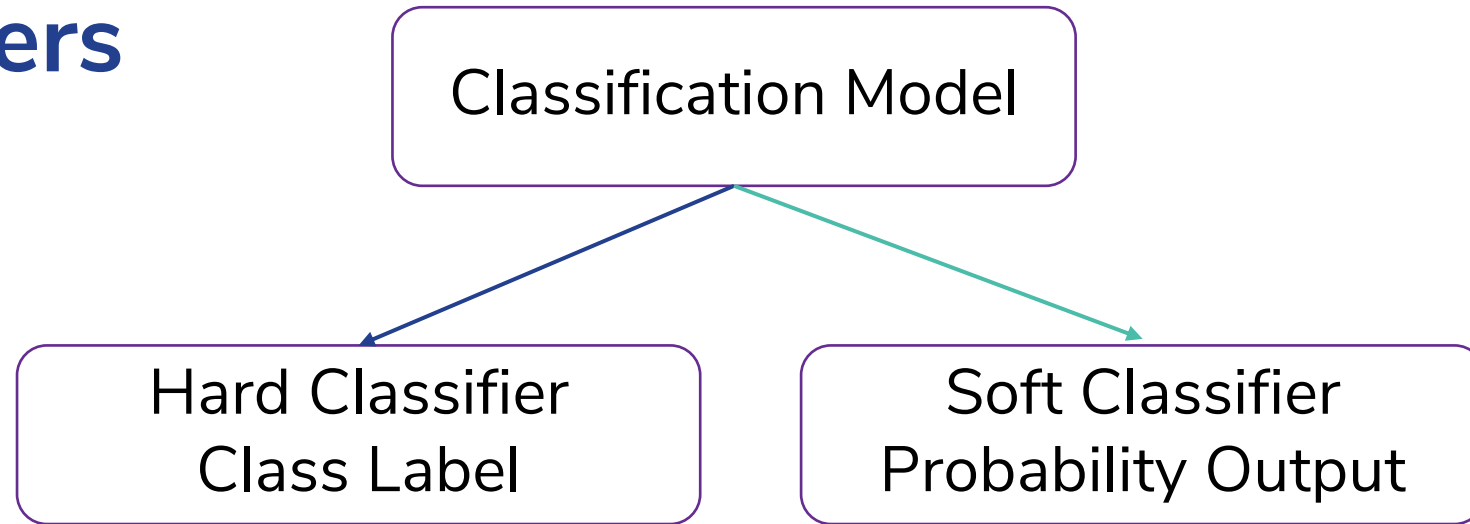 ers
Classification Model
Hard Classifier
Class Label
Soft Classifier
Probability Output